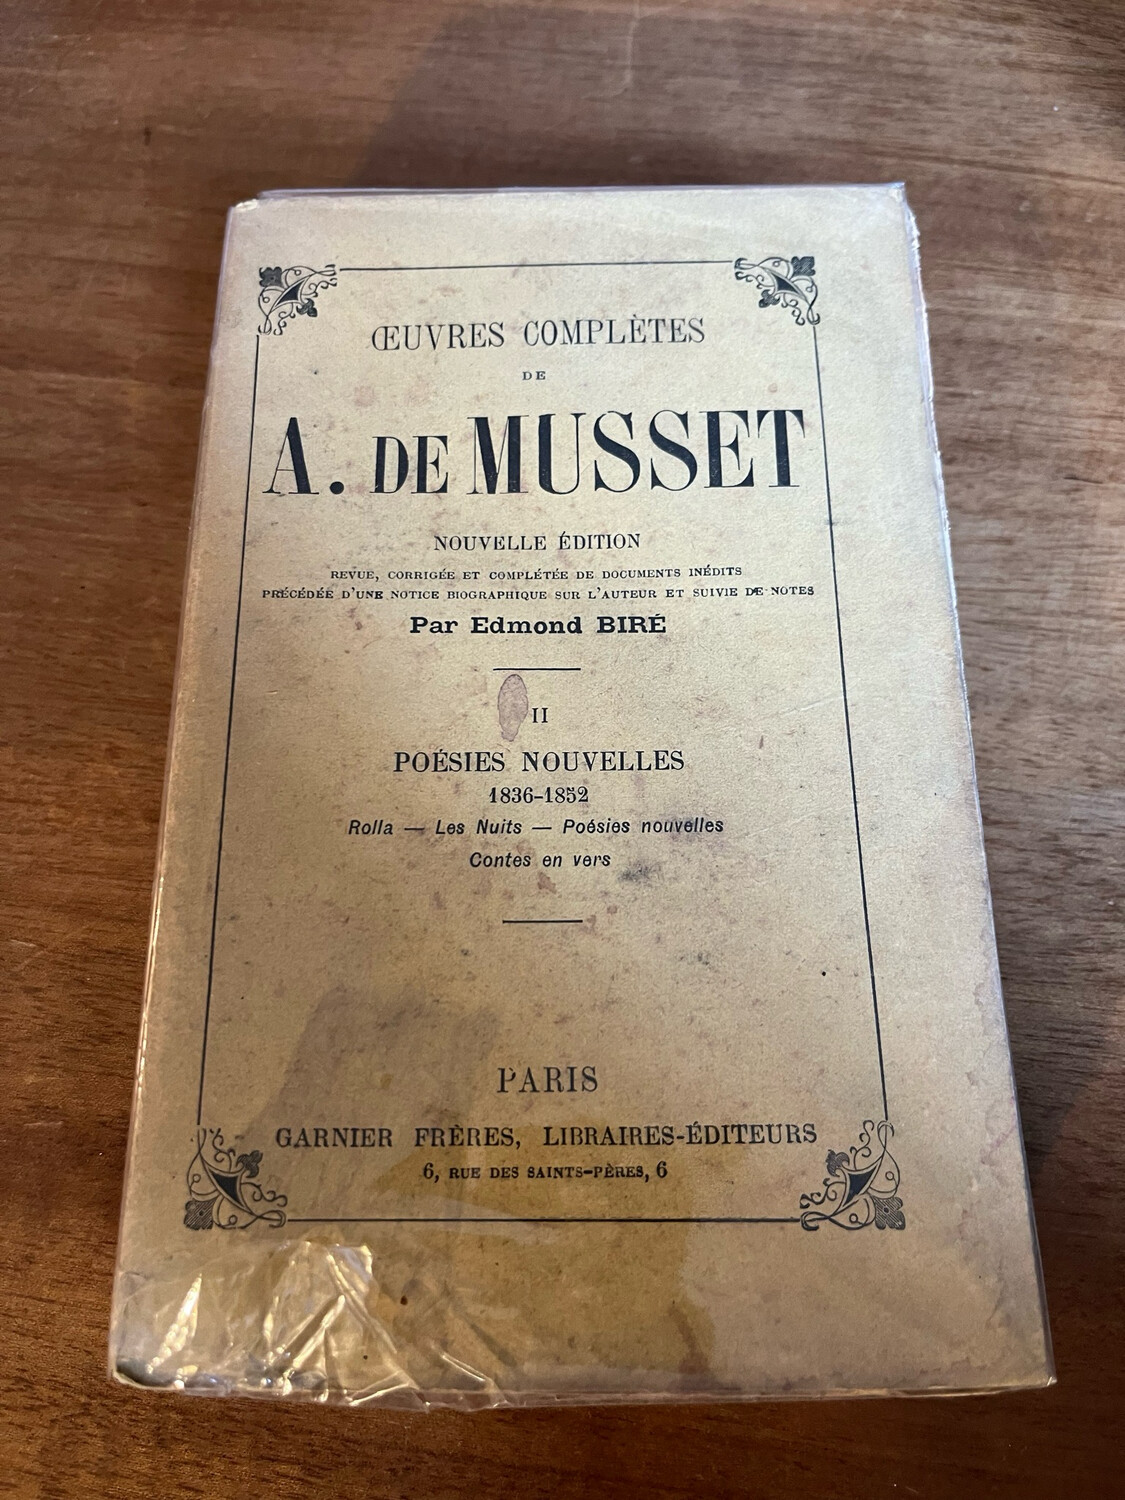 ŒUVRES COMPLÈTES
DE
A. DE MUSSET
NOUVELLE ÉDITION
REVUE, CORRIGÉE ET COMPLÉTÉE DE DOCUMENTS INÉDITS
PRÉCÉDÉE D'UNE NOTICE BIOGRAPHIQUE SUR L'AUTEUR ET SUIVIE DE NOTES
Par Edmond BIRÉ
II
POÉSIES NOUVELLES
1836-1852
Rolla — Les Nuits — Poésies nouvelles
Contes en vers
PARIS
GARNIER FRÈRES, LIBRAIRES-ÉDITEURS
6, RUE DES SAINTS-PÈRES, 6